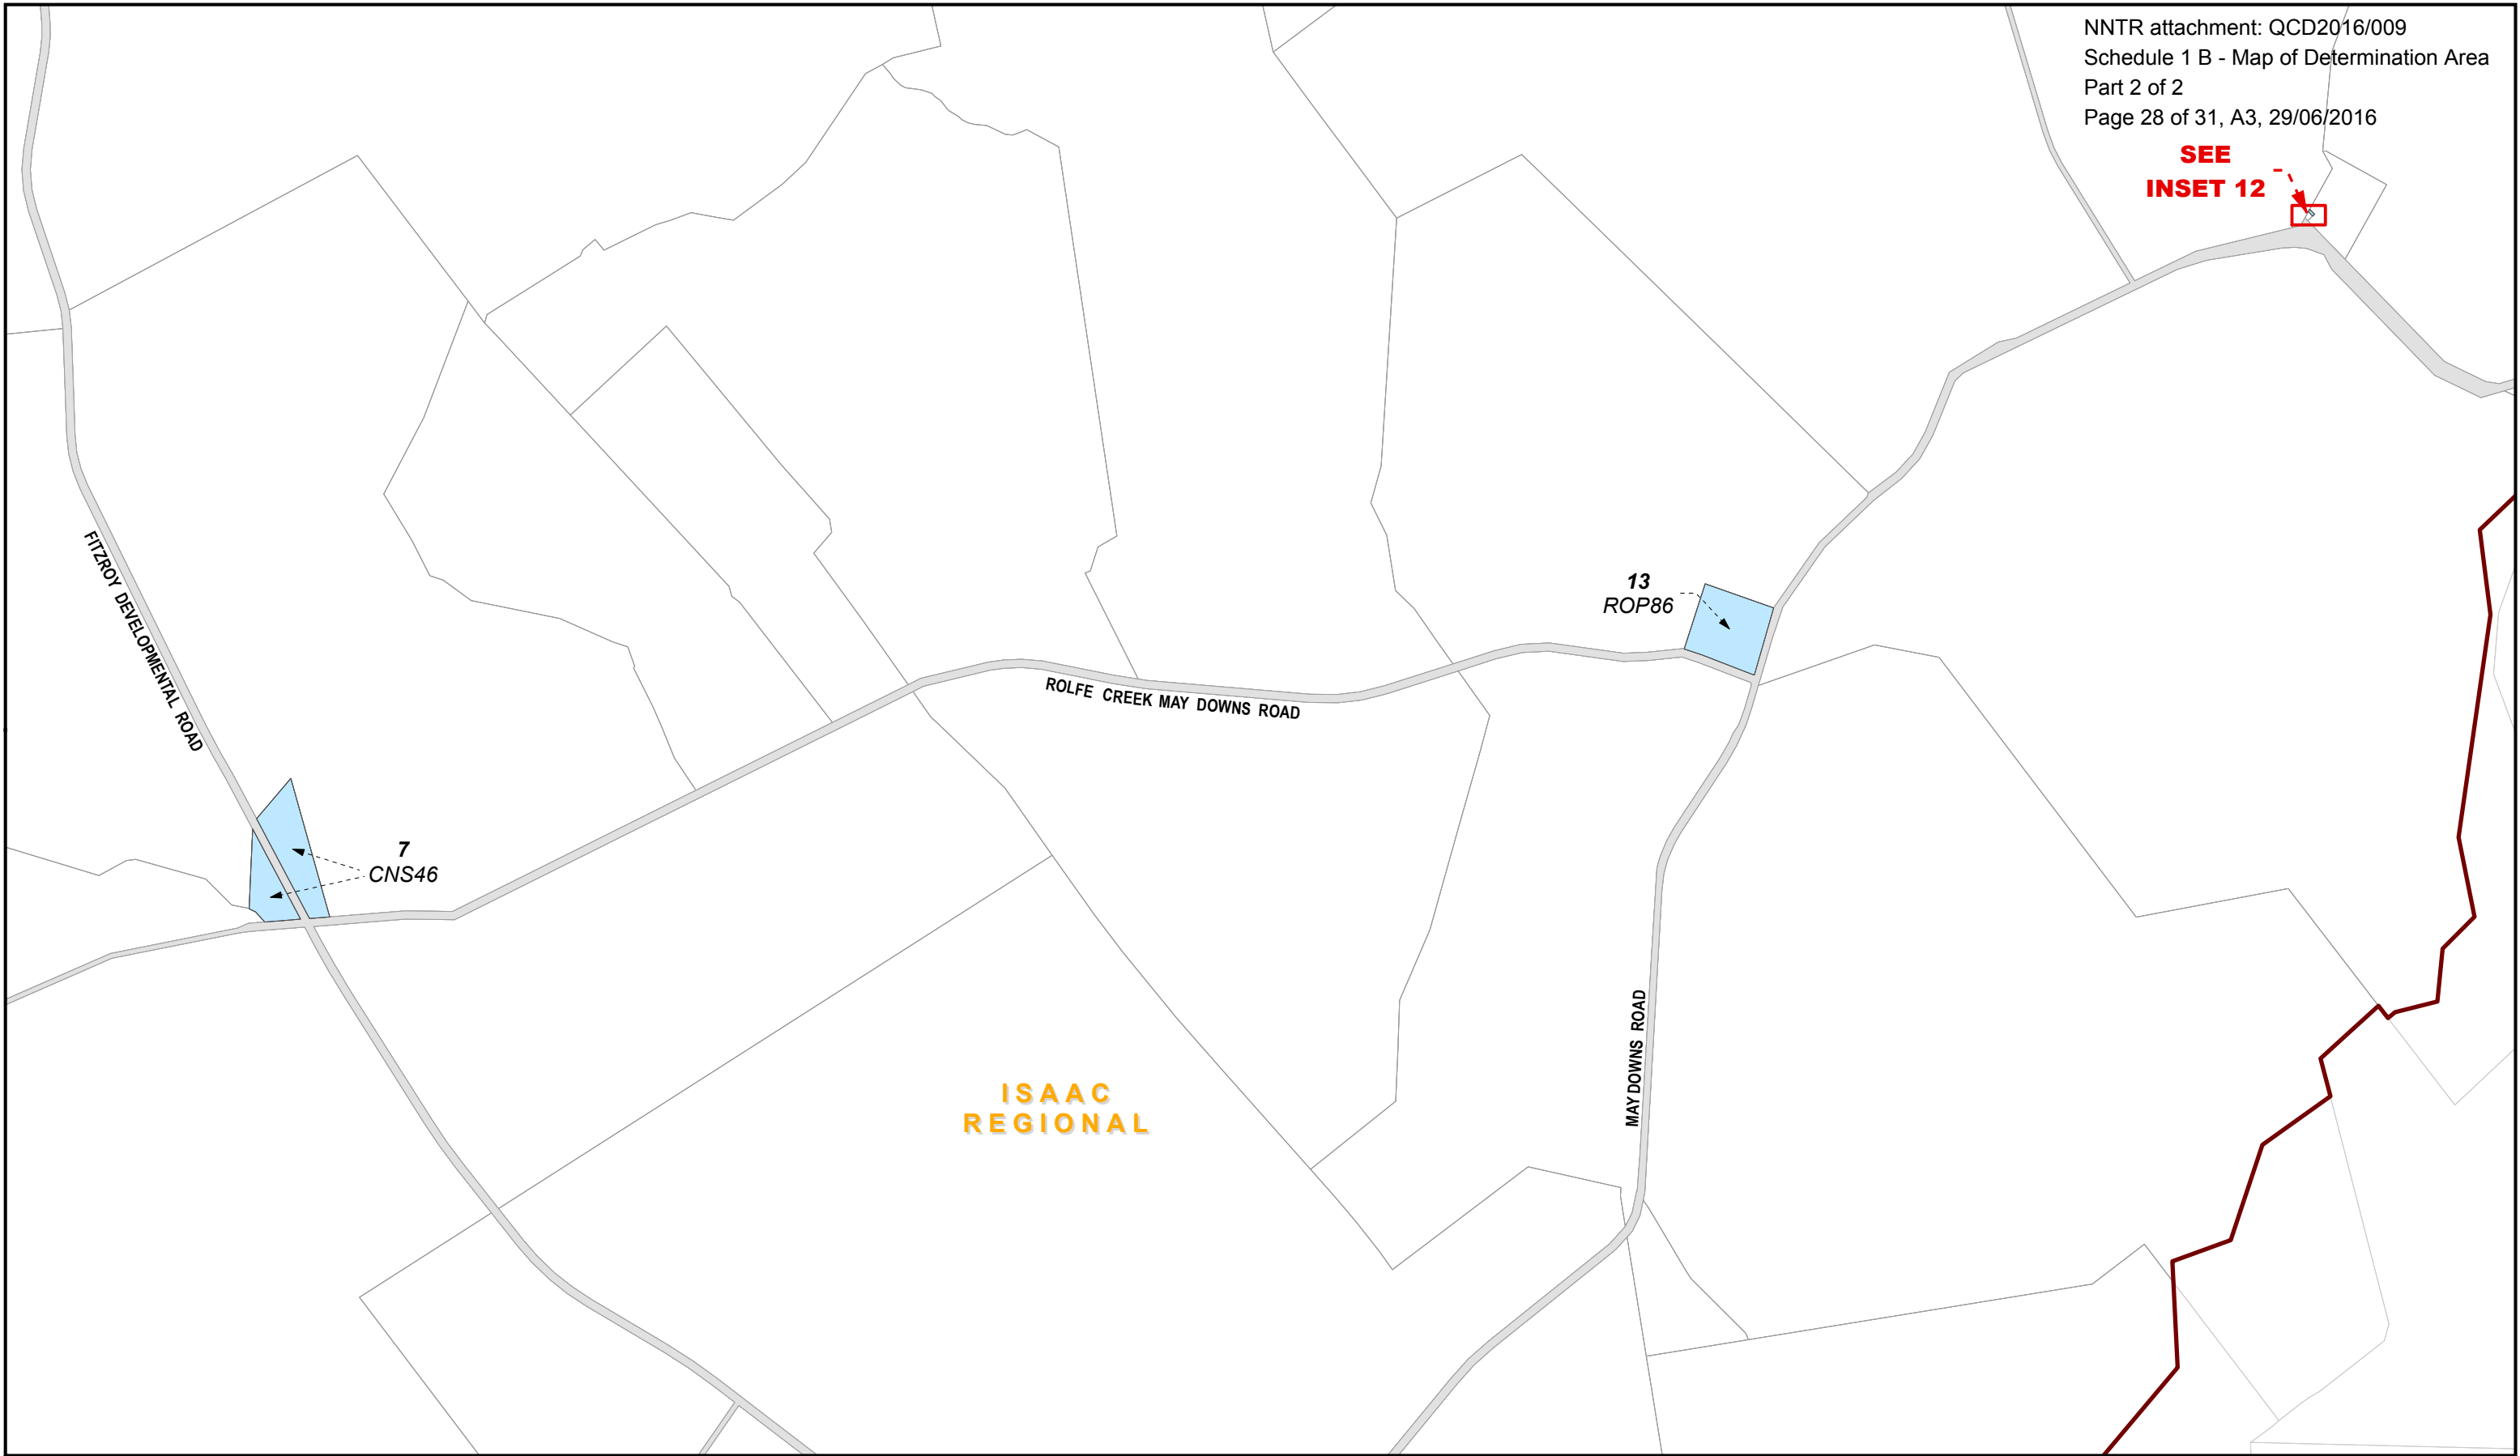 NNTR attachment: QCD2016/009
Schedule 1 B - Map of Determination Area
Part 2 of 2
Page 28 of 31, A3, 29/06/2016
SEE
INSET 12
FITZROY DEVELOPMENTAL ROAD
13
ROP86
ROLFE CREEK MAY DOWNS ROAD
7
CNS46
MAY DOWNS ROAD
ISAAC
REGIONAL